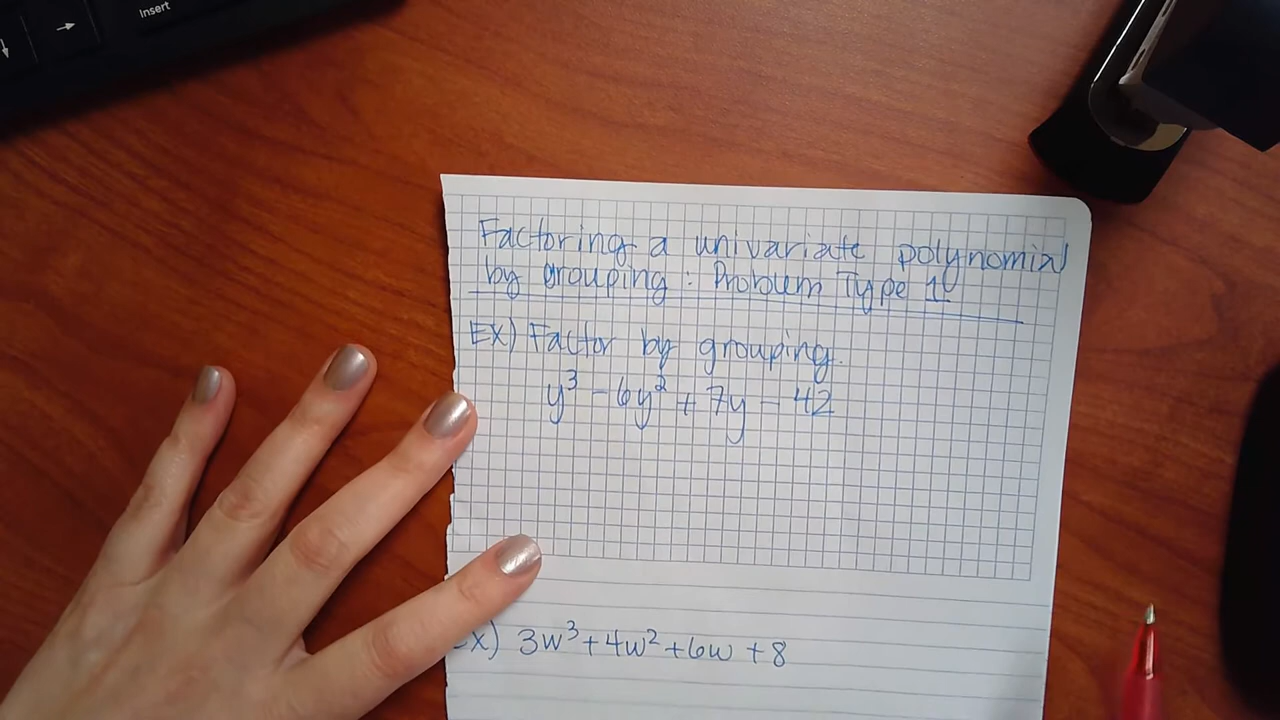 Insert
Factoring a univariate polynomial
by grouping : Problem Type 1
EX) Factor by grouping.
y³ - 6y² + 7y - 42
Ex) 3w³ + 4w² + 6w + 8